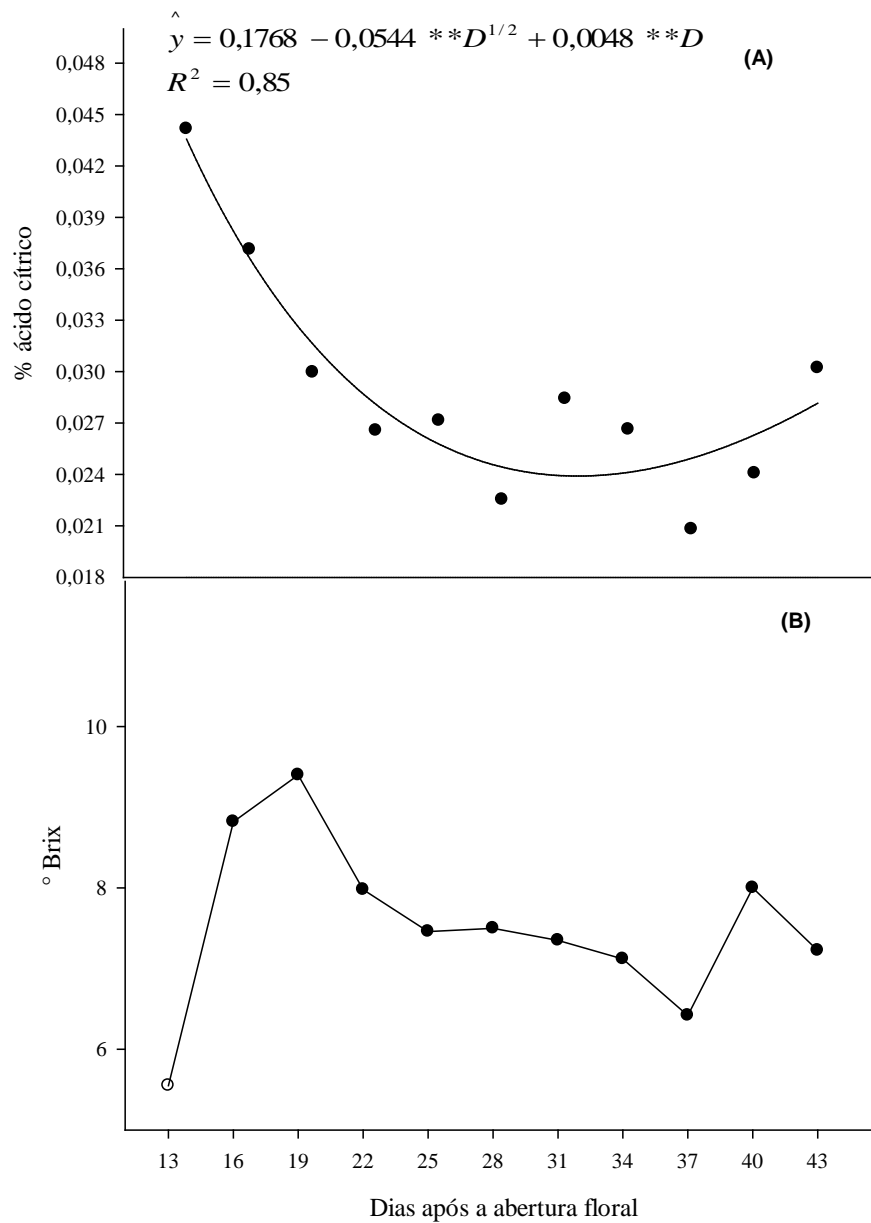 ŷ = 0,1768 − 0,0544 **D^{1/2} + 0,0048 **D
R² = 0,85
(A)
0,048
0,045
0,042
0,039
0,036
0,033
0,030
0,027
0,024
0,021
0,018
% ácido cítrico
(B)
10
8
6
° Brix
13 16 19 22 25 28 31 34 37 40 43
Dias após a abertura floral